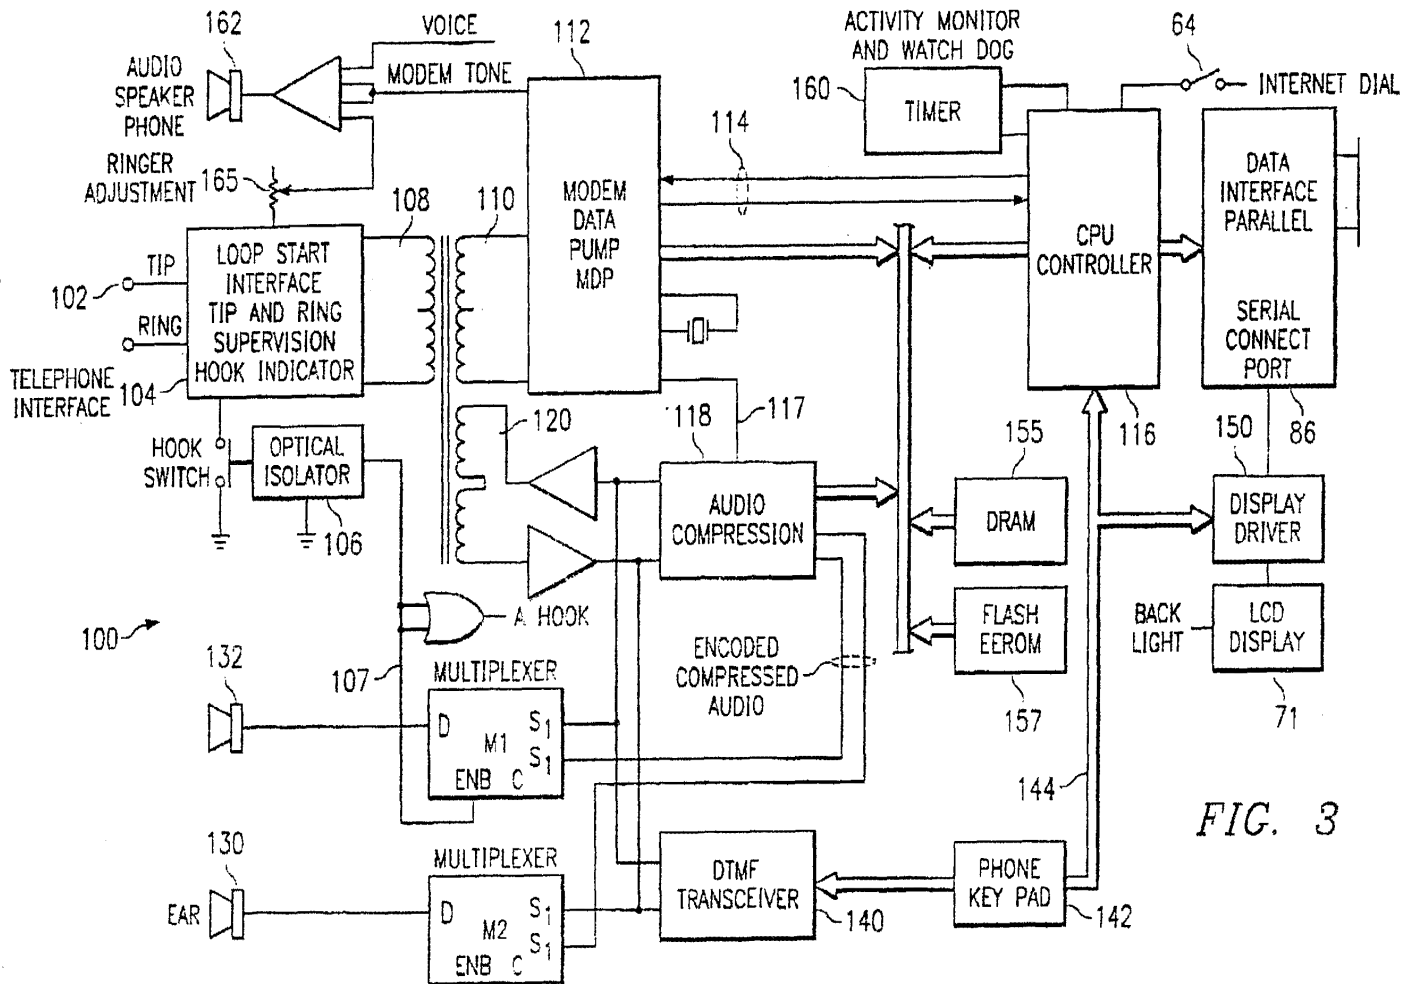 162
VOICE
112
ACTIVITY MONITOR
AND WATCH DOG
64
AUDIO
SPEAKER
PHONE
MODEM TONE
160
TIMER
INTERNET DIAL
114
RINGER
ADJUSTMENT
165
108
110
MODEM
DATA
PUMP
MDP
CPU
CONTROLLER
DATA
INTERFACE
PARALLEL
SERIAL
CONNECT
PORT
102
TIP
RING
LOOP START
INTERFACE
TIP AND RING
SUPERVISION
HOOK INDICATOR
TELEPHONE
INTERFACE
104
120
118
117
155
116
150
86
HOOK
SWITCH
OPTICAL
ISOLATOR
106
AUDIO
COMPRESSION
DRAM
DISPLAY
DRIVER
100
A HOOK
ENCODED
COMPRESSED
AUDIO
FLASH
EEROM
BACK
LIGHT
LCD
DISPLAY
132
107
MULTIPLEXER
157
71
D
S1
M1
S1
ENB C
144
FIG. 3
130
MULTIPLEXER
EAR
D
S1
M2
S1
ENB C
DTMF
TRANSCEIVER
140
PHONE
KEY PAD
142